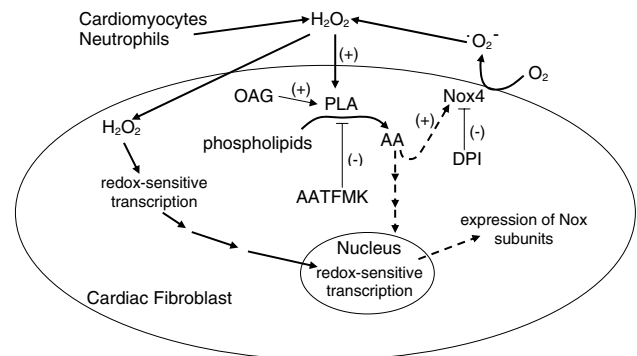 Cardiomyocytes
Neutrophils
H₂O₂
·O₂⁻
(+)
O₂
OAG
(+)
PLA
Nox4
H₂O₂
phospholipids
AA
(+)
(-)
(-)
DPI
redox-sensitive
transcription
AATFMK
expression of Nox
subunits
Nucleus
redox-sensitive
transcription
Cardiac Fibroblast